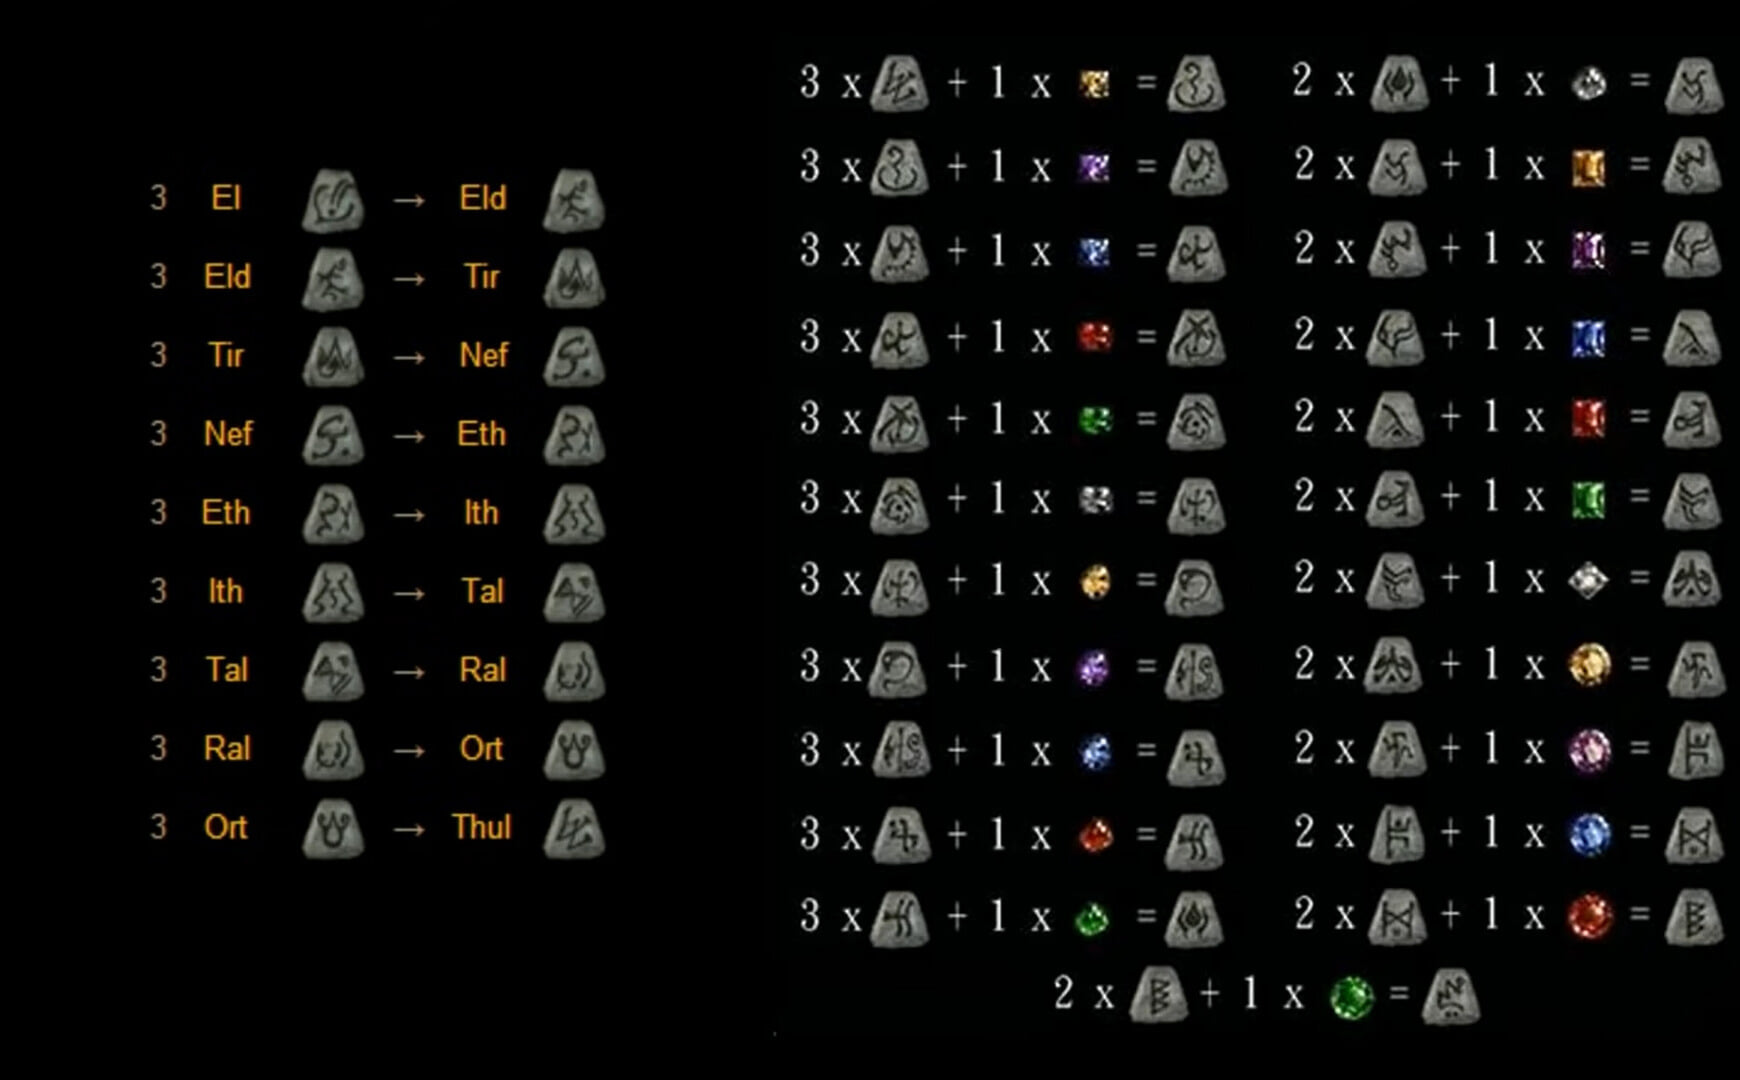 3 El → Eld
3 Eld → Tir
3 Tir → Nef
3 Nef → Eth
3 Eth → Ith
3 Ith → Tal
3 Tal → Ral
3 Ral → Ort
3 Ort → Thul
3 x + 1 x =
3 x + 1 x =
3 x + 1 x =
3 x + 1 x =
3 x + 1 x =
3 x + 1 x =
3 x + 1 x =
3 x + 1 x =
3 x + 1 x =
3 x + 1 x =
3 x + 1 x =
2 x + 1 x =
2 x + 1 x =
2 x + 1 x =
2 x + 1 x =
2 x + 1 x =
2 x + 1 x =
2 x + 1 x =
2 x + 1 x =
2 x + 1 x =
2 x + 1 x =
2 x + 1 x =
2 x + 1 x =